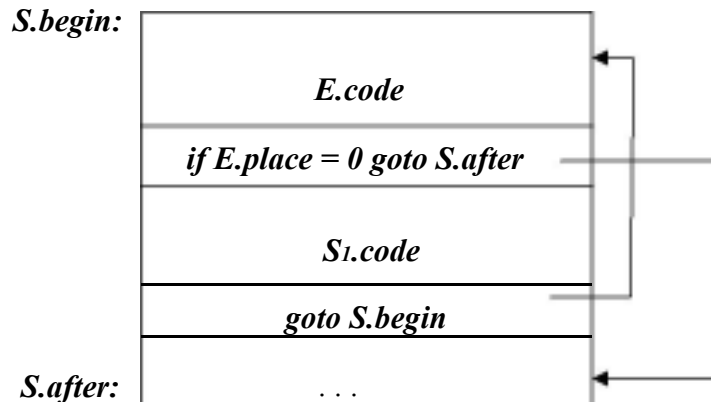 S.begin:
E.code
if E.place = 0 goto S.after
S1.code
goto S.begin
S.after:
. . .